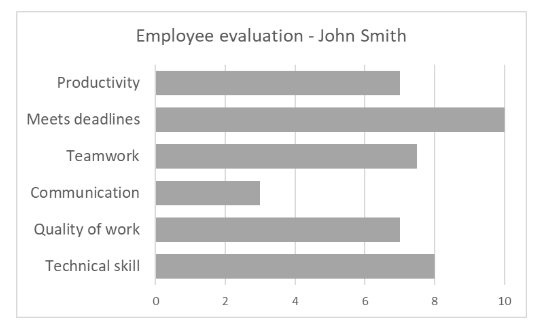 Employee evaluation - John Smith
Productivity
Meets deadlines
Teamwork
Communication
Quality of work
Technical skill
0 2 4 6 8 10